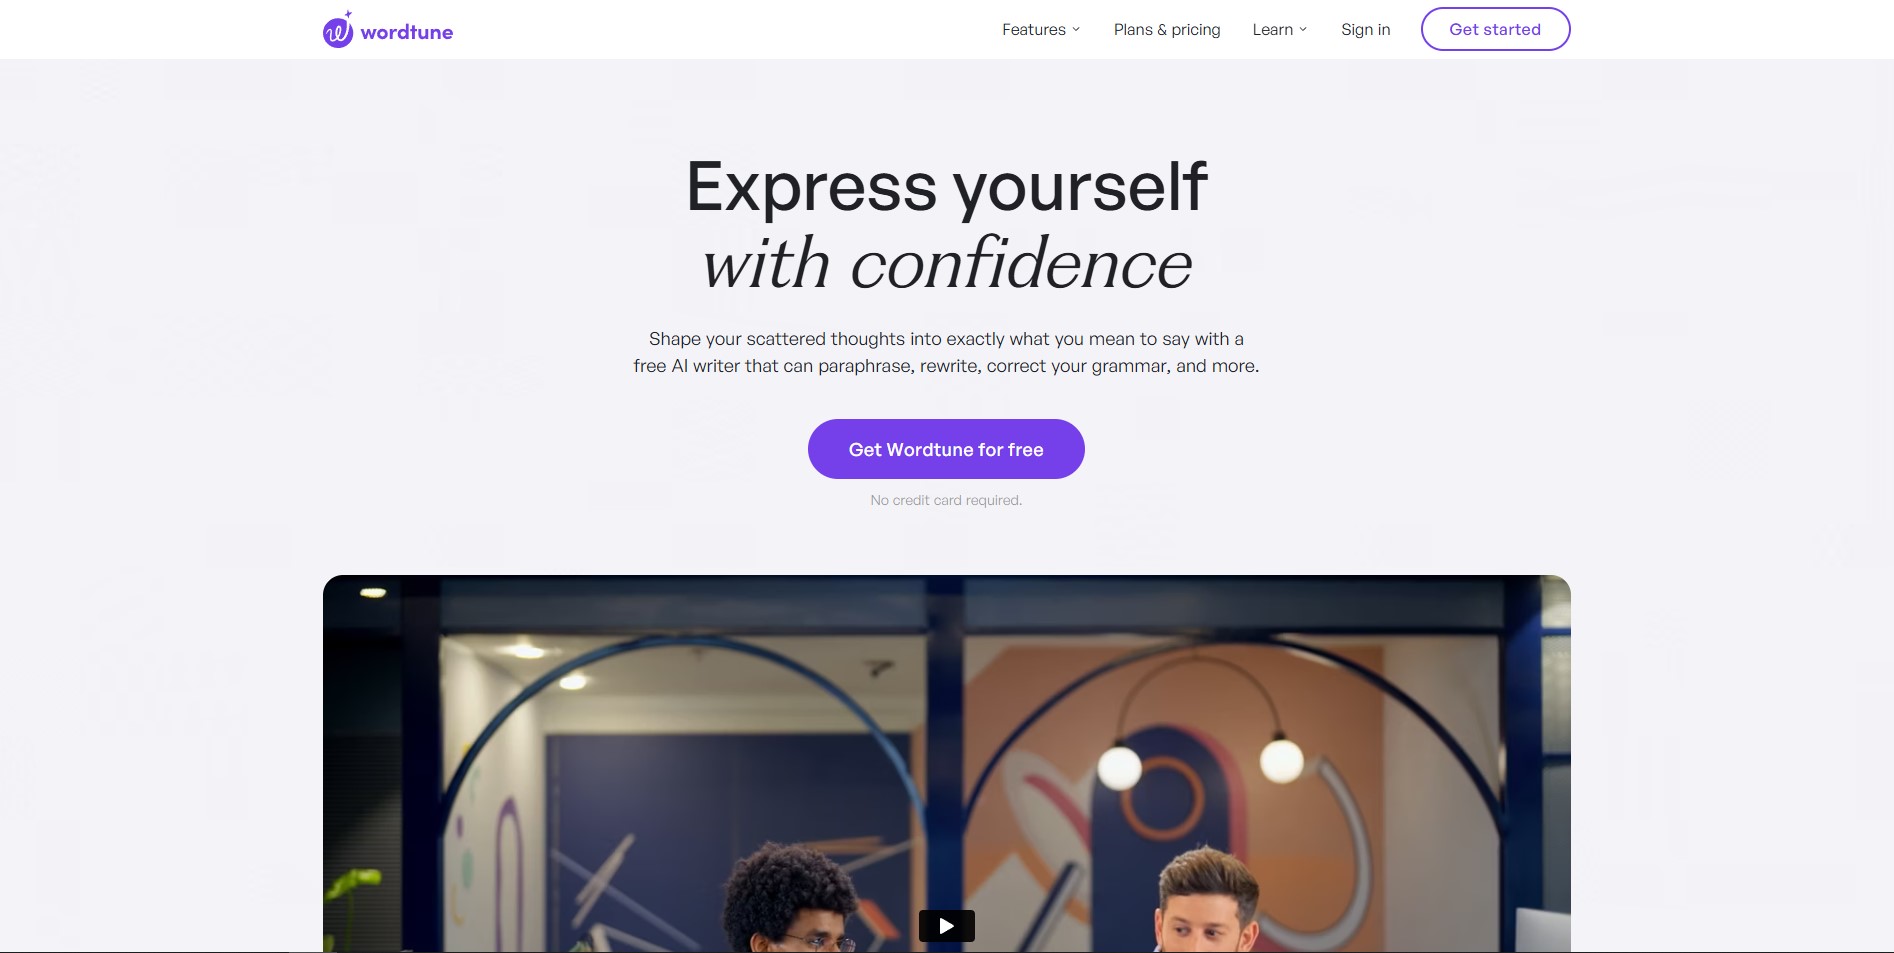 wordtune
Features
Plans & pricing
Learn
Sign in
Get started
Express yourself
with confidence
Shape your scattered thoughts into exactly what you mean to say with a
free AI writer that can paraphrase, rewrite, correct your grammar, and more.
Get Wordtune for free
No credit card required.